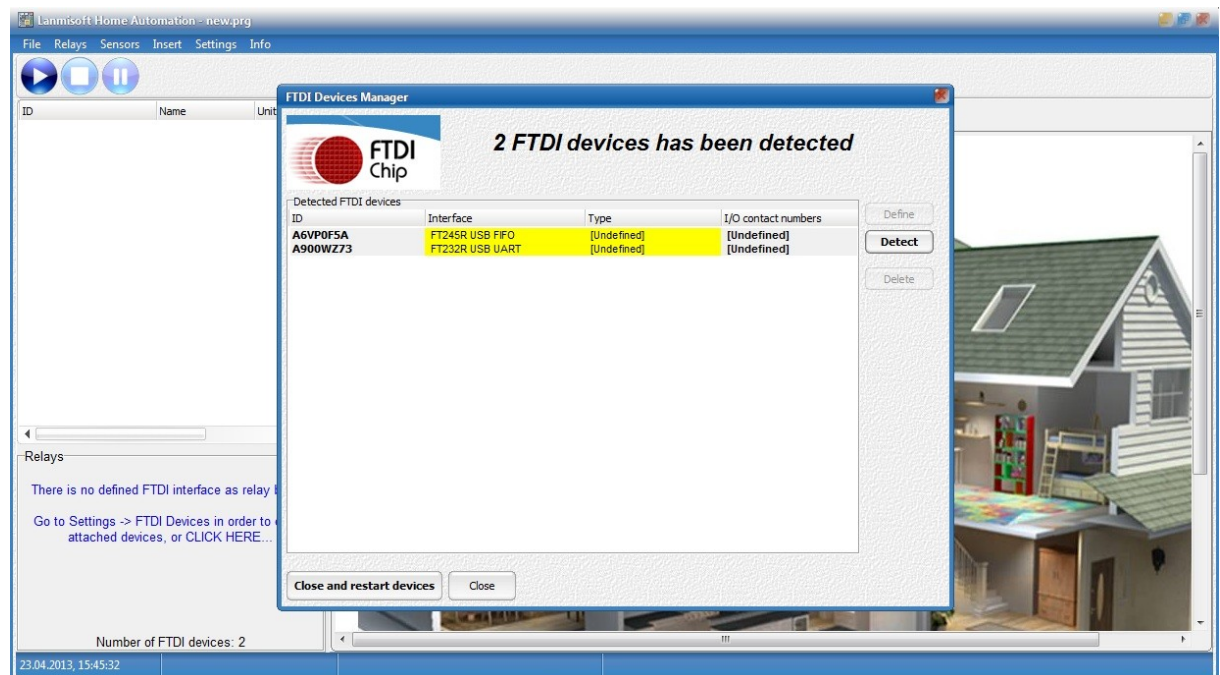 Lanmisoft Home Automation - new.prg
File Relays Sensors Insert Settings Info
ID Name Unit
FTDI Devices Manager
FTDI
Chip
2 FTDI devices has been detected
Detected FTDI devices
ID Interface Type I/O contact numbers
A6VP0F5A FT245R USB FIFO [Undefined] [Undefined]
A900WZ73 FT232R USB UART [Undefined] [Undefined]
Define
Detect
Delete
Close and restart devices Close
Relays
There is no defined FTDI interface as relay
Go to Settings -> FTDI Devices in order to
attached devices, or CLICK HERE...
Number of FTDI devices: 2
23.04.2013, 15:45:32